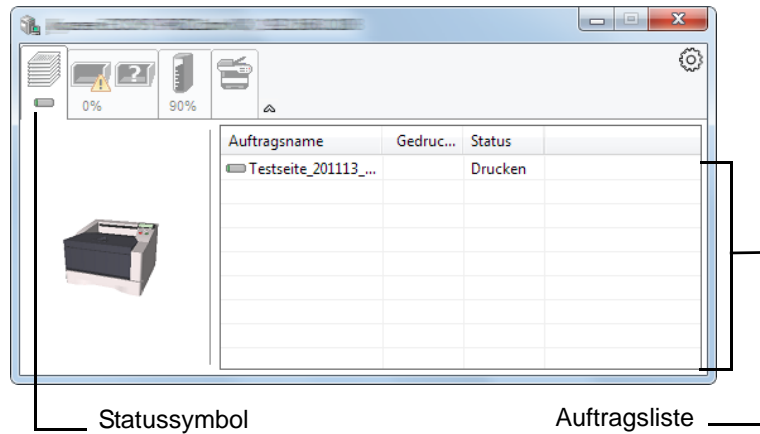 0%
90%
Auftragsname Gedruc... Status
Testseite_201113_... Drucken
Statussymbol
Auftragsliste